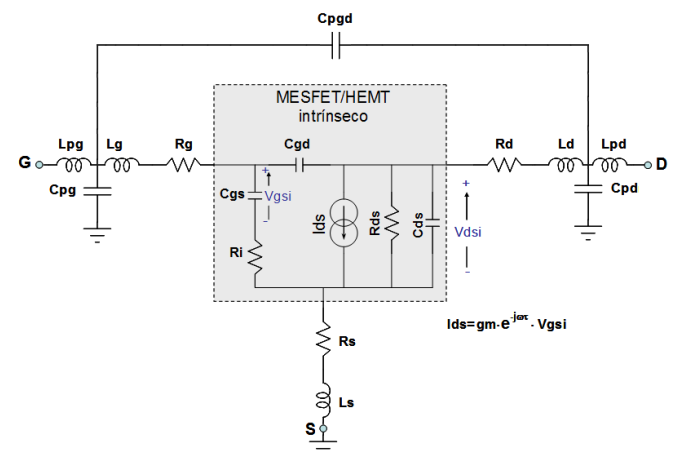 Cpgd
MESFET/HEMT
intrínseco
Lpg Lg Rg Cgd Rd Ld Lpd
G D
Cpg Cgs + Vgsi - Ids Rds Cds + Vdsi - Cpd
Ri
Ids=gm·e^-jωτ · Vgsi
Rs
Ls
S